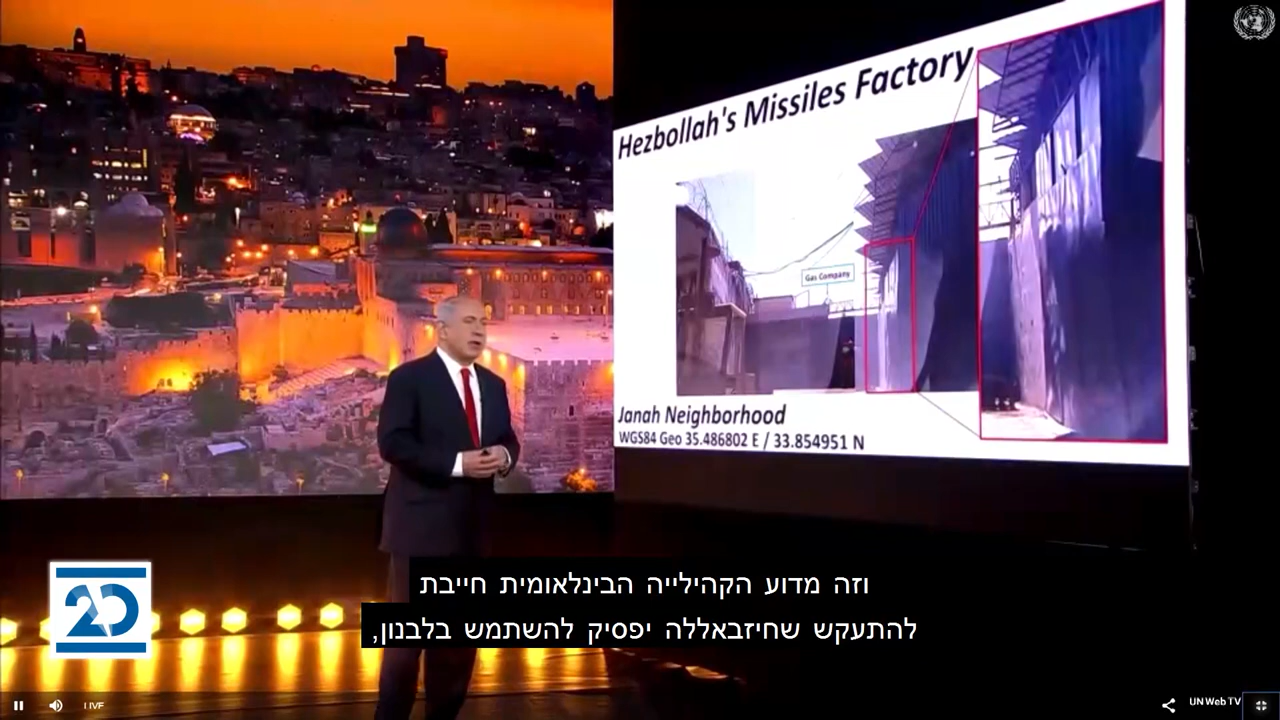 Hezbollah's Missiles Factory
Gas Company
Janah Neighborhood
WGS84 Geo 35.486802 E / 33.854951 N
20
וזה מדוע הקהילייה הבינלאומית חייבת
להתעקש שחיזבאללה יפסיק להשתמש בלבנון,
LIVE
UN Web TV